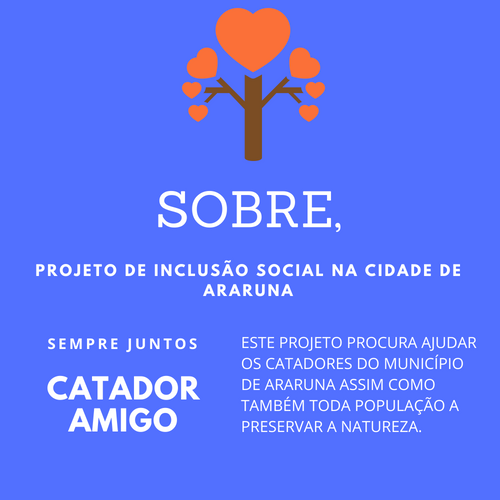 SOBRE,
PROJETO DE INCLUSÃO SOCIAL NA CIDADE DE
ARARUNA
SEMPRE JUNTOS
CATADOR
AMIGO
ESTE PROJETO PROCURA AJUDAR
OS CATADORES DO MUNICÍPIO
DE ARARUNA ASSIM COMO
TAMBÉM TODA POPULAÇÃO A
PRESERVAR A NATUREZA.